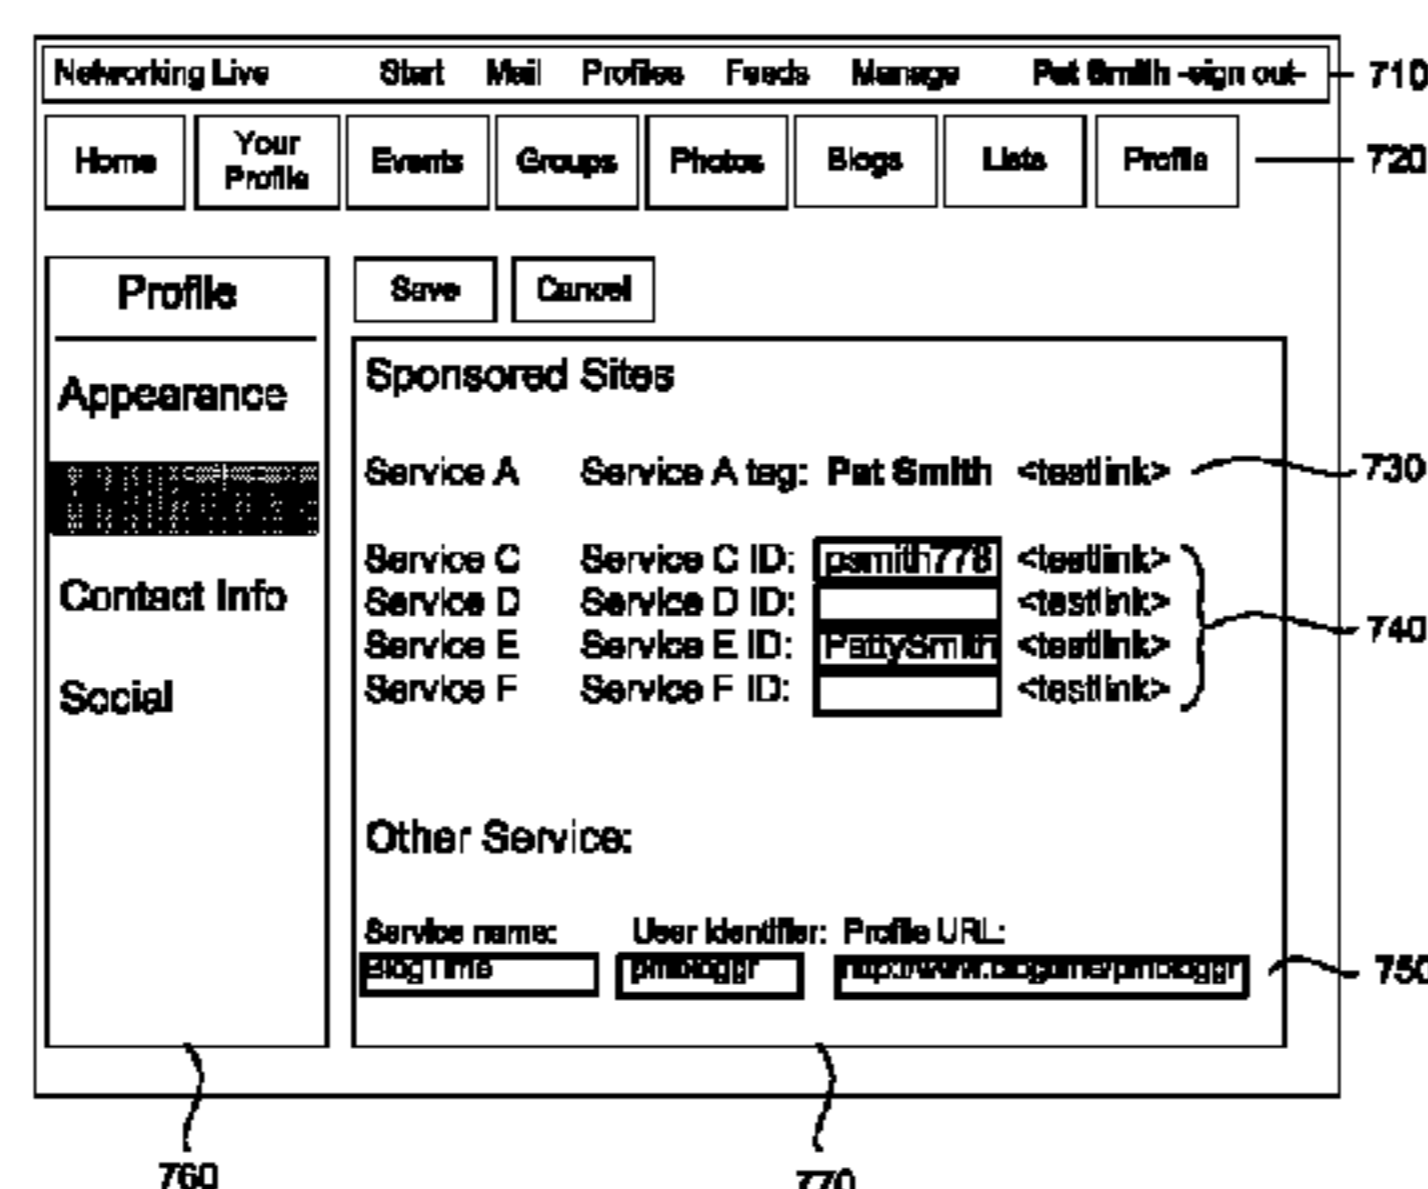 Networking Live Start Mail Profiles Feeds Manage Pat Smith -sign out- 710
Home Your Profile Events Groups Photos Blogs Lists Profile 720
Profile
Appearance
Contact Info
Social
Save Cancel
Sponsored Sites
Service A Service A tag: Pat Smith <testlink> 730
Service C Service C ID: psmith778 <testlink>
Service D Service D ID: <testlink>
Service E Service E ID: PattySmith <testlink>
Service F Service F ID: <testlink>
740
Other Service:
Service name: User Identifier: Profile URL:
BlogTime pmbloggr 750
760 770